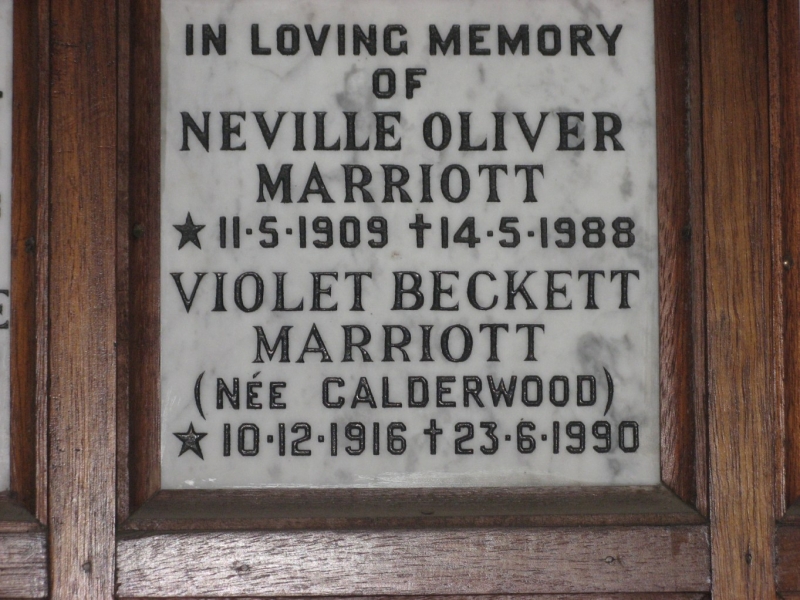 IN LOVING MEMORY
OF
NEVILLE OLIVER
MARRIOTT
★ 11·5·1909 †14·5·1988
VIOLET BECKETT
MARRIOTT
(NÉE CALDERWOOD)
★ 10·12·1916 †23·6·1990